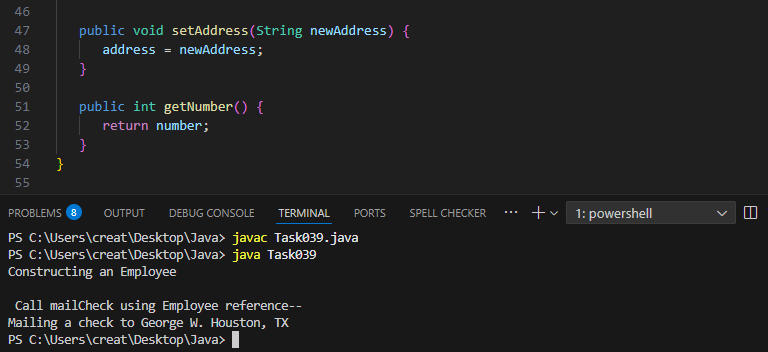 46
47 public void setAddress(String newAddress) {
48 address = newAddress;
49 }
50
51 public int getNumber() {
52 return number;
53 }
54 }
55
PROBLEMS 8 OUTPUT DEBUG CONSOLE TERMINAL PORTS SPELL CHECKER ··· 1: powershell
PS C:\Users\creat\Desktop\Java> javac Task039.java
PS C:\Users\creat\Desktop\Java> java Task039
Constructing an Employee

 Call mailCheck using Employee reference--
Mailing a check to George W. Houston, TX
PS C:\Users\creat\Desktop\Java>